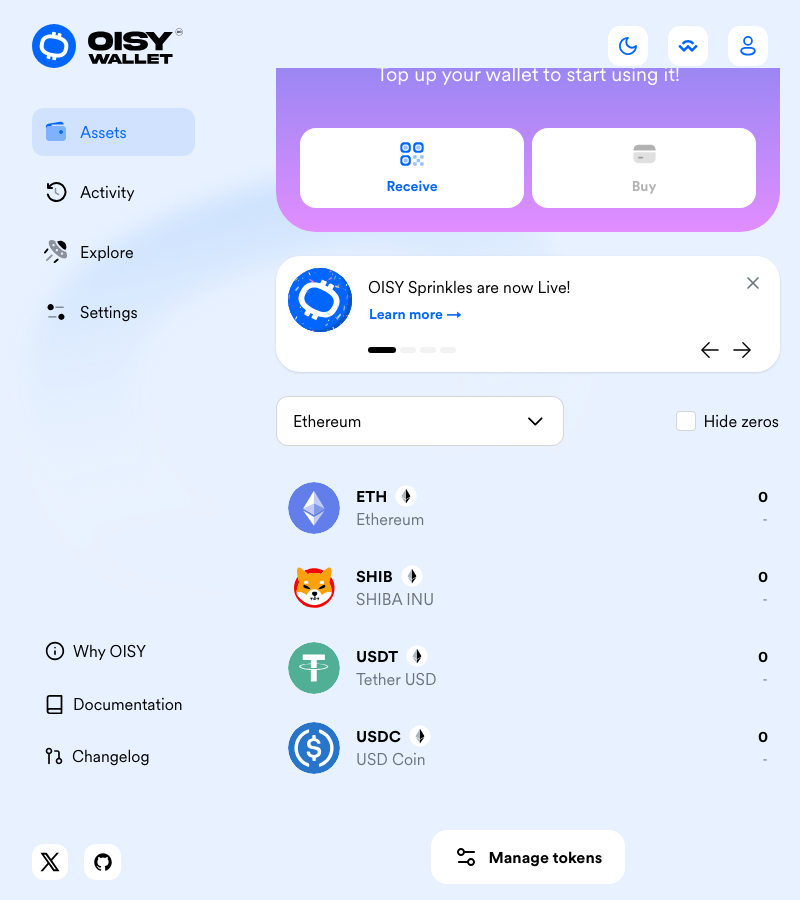 OISY
WALLET
Top up your wallet to start using it!
Assets
Activity
Explore
Settings
Receive
Buy
OISY Sprinkles are now Live!
Learn more →
Ethereum
Hide zeros
ETH
0
Ethereum
-
SHIB
0
SHIBA INU
-
USDT
0
Tether USD
-
USDC
0
USD Coin
-
Why OISY
Documentation
Changelog
Manage tokens